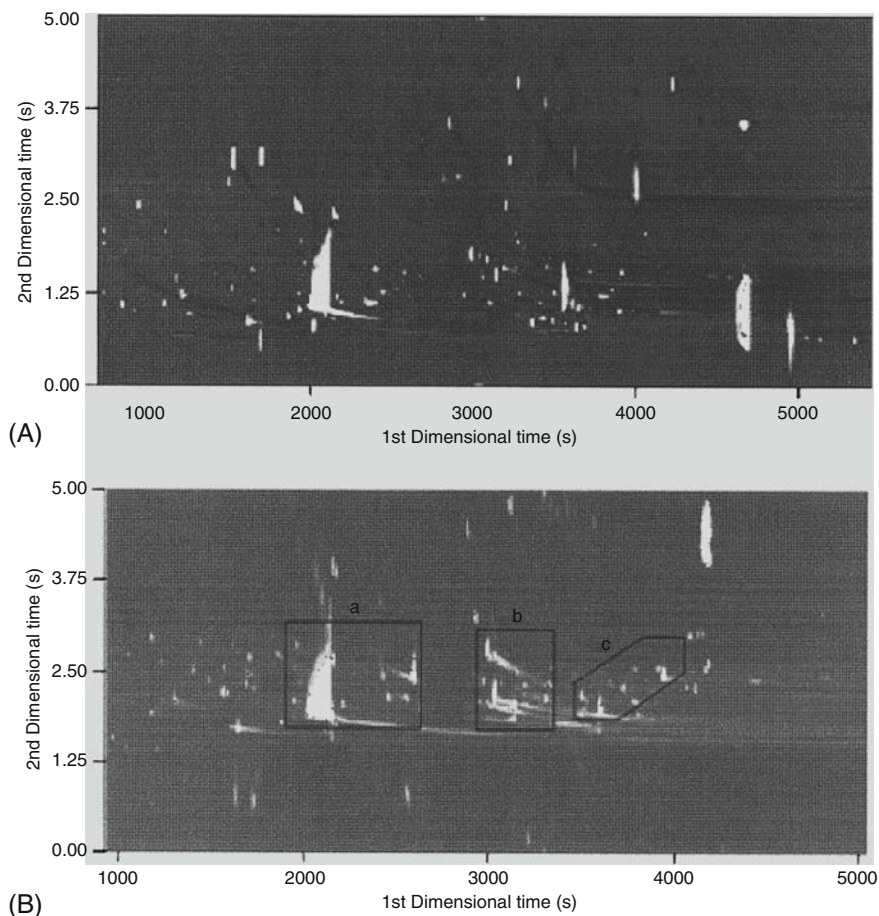 5.00
3.75
2.50
1.25
0.00
2nd Dimensional time (s)
1000 2000 3000 4000 5000
1st Dimensional time (s)
(A)
5.00
3.75
2.50
1.25
0.00
2nd Dimensional time (s)
a b c
1000 2000 3000 4000 5000
1st Dimensional time (s)
(B)